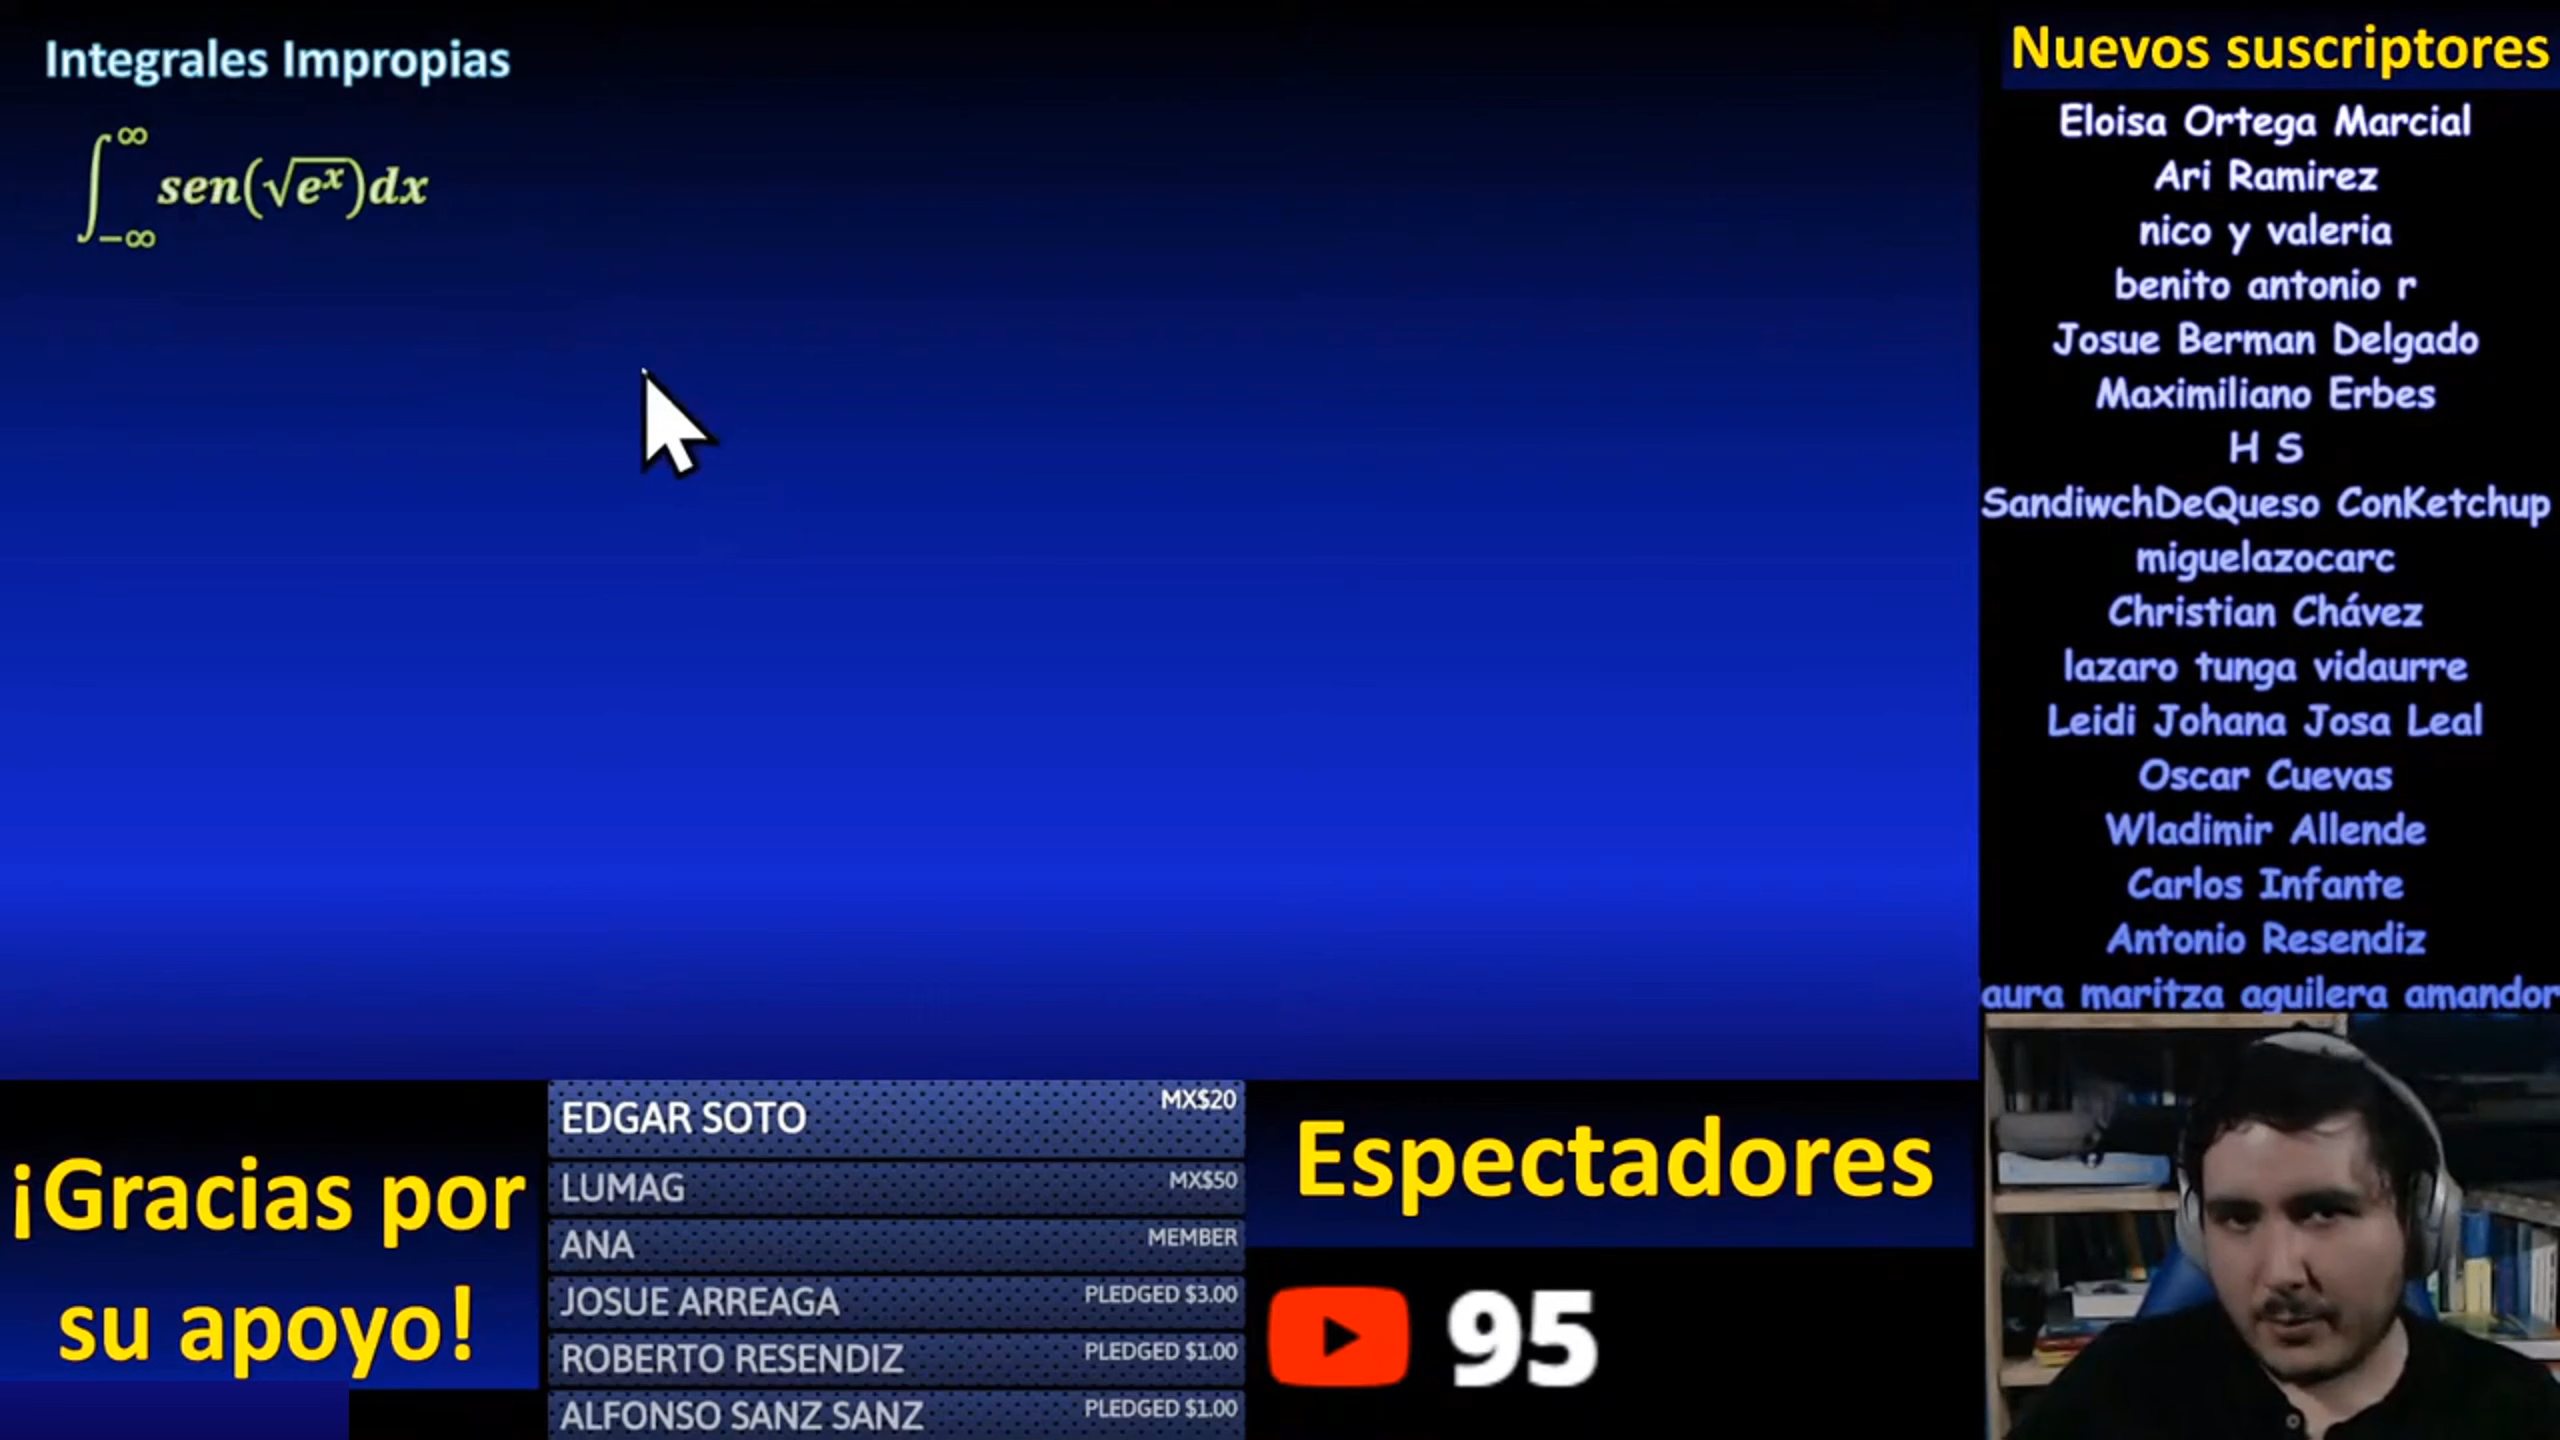 Integrales Impropias
∫_{-∞}^{∞} sen(√e^x)dx
Nuevos suscriptores
Eloisa Ortega Marcial
Ari Ramirez
nico y valeria
benito antonio r
Josue Berman Delgado
Maximiliano Erbes
H S
SandiwchDeQueso ConKetchup
miguelazocarc
Christian Chávez
lazaro tunga vidaurre
Leidi Johana Josa Leal
Oscar Cuevas
Wladimir Allende
Carlos Infante
Antonio Resendiz
aura maritza aguilera amandor
¡Gracias por
su apoyo!
EDGAR SOTO MX$20
LUMAG MX$50
ANA MEMBER
JOSUE ARREAGA PLEDGED $3.00
ROBERTO RESENDIZ PLEDGED $1.00
ALFONSO SANZ SANZ PLEDGED $1.00
Espectadores
95